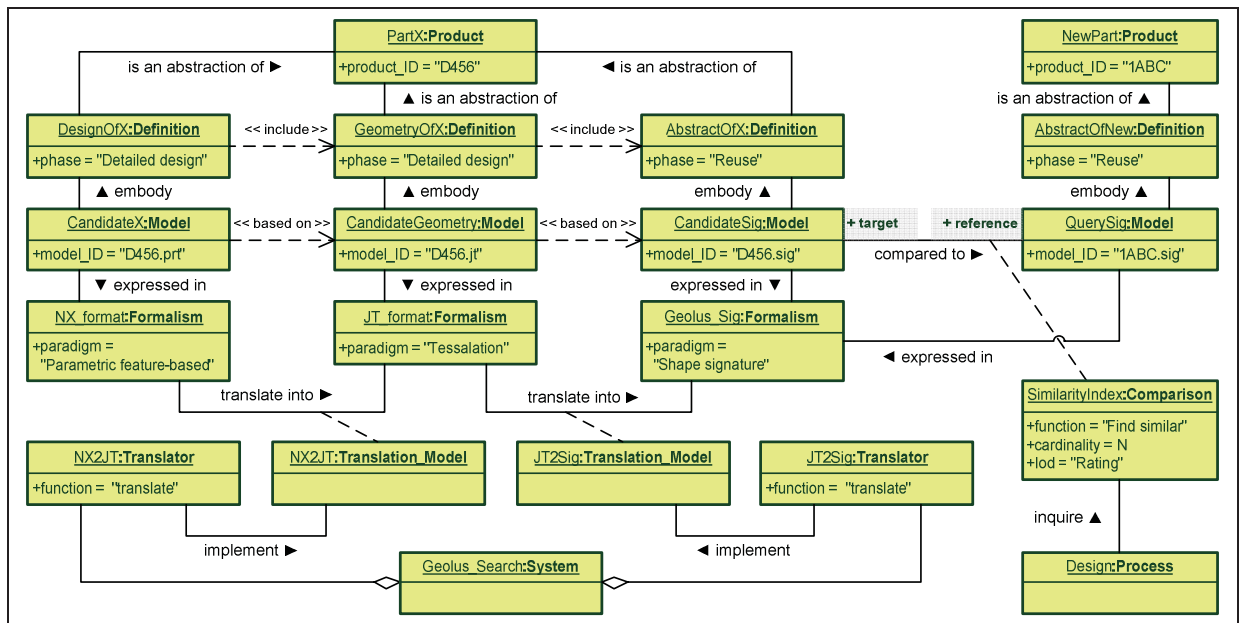 PartX:Product
NewPart:Product
+product_ID = "D456"
+product_ID = "1ABC"
is an abstraction of ►
◄ is an abstraction of
▲ is an abstraction of
is an abstraction of ▲
DesignOfX:Definition
<< include >>
GeometryOfX:Definition
<< include >>
AbstractOfX:Definition
AbstractOfNew:Definition
+phase = "Detailed design"
+phase = "Detailed design"
+phase = "Reuse"
+phase = "Reuse"
▲ embody
▲ embody
embody ▲
embody ▲
CandidateX:Model
<< based on >>
CandidateGeometry:Model
<< based on >>
CandidateSig:Model
+ target
+ reference
QuerySig:Model
+model_ID = "D456.prt"
+model_ID = "D456.jt"
+model_ID = "D456.sig"
compared to ►
+model_ID = "1ABC.sig"
▼ expressed in
▼ expressed in
expressed in ▼
NX_format:Formalism
JT_format:Formalism
Geolus_Sig:Formalism
+paradigm =
"Parametric feature-based"
+paradigm = "Tessalation"
+paradigm =
"Shape signature"
◄ expressed in
translate into ►
translate into ►
SimilarityIndex:Comparison
+function = "Find similar"
+cardinality = N
+lod = "Rating"
NX2JT:Translator
NX2JT:Translation_Model
JT2Sig:Translation_Model
JT2Sig:Translator
+function = "translate"
+function = "translate"
implement ►
◄ implement
inquire ▲
Geolus_Search:System
Design:Process